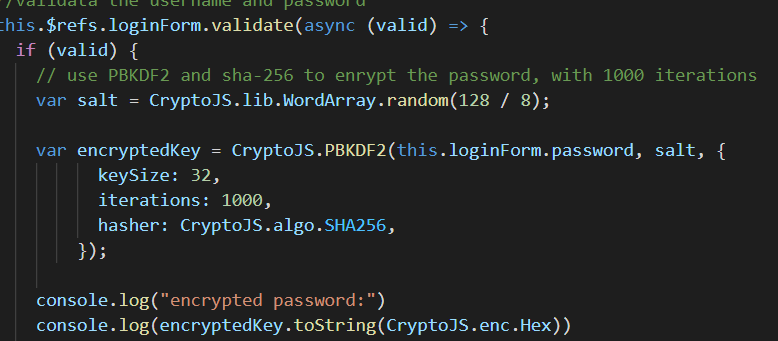 //validata the username and password
this.$refs.loginForm.validate(async (valid) => {
if (valid) {
// use PBKDF2 and sha-256 to enrypt the password, with 1000 iterations
var salt = CryptoJS.lib.WordArray.random(128 / 8);
var encryptedKey = CryptoJS.PBKDF2(this.loginForm.password, salt, {
keySize: 32,
iterations: 1000,
hasher: CryptoJS.algo.SHA256,
});
console.log("encrypted password:")
console.log(encryptedKey.toString(CryptoJS.enc.Hex))